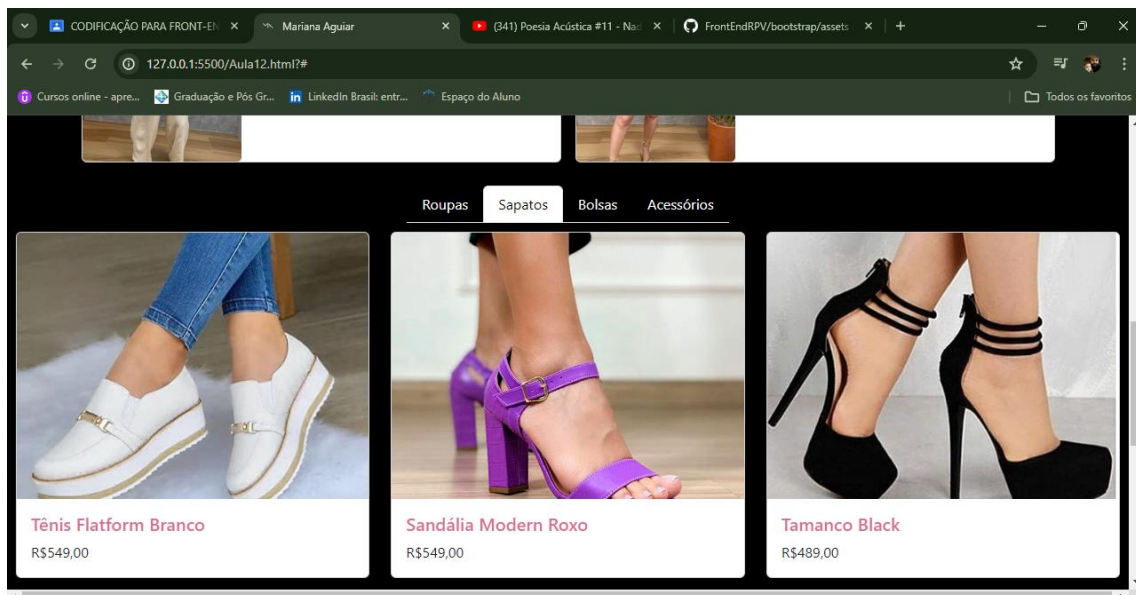 CODIFICAÇÃO PARA FRONT-EN
Mariana Aguiar
(341) Poesia Acústica #11 - Nad
FrontEndRPV/bootstrap/assets
127.0.0.1:5500/Aula12.html?#
Cursos online - apre...
Graduação e Pós Gr...
LinkedIn Brasil: entr...
Espaço do Aluno
Todos os favoritos
Roupas Sapatos Bolsas Acessórios
Tênis Flatform Branco
R$549,00
Sandália Modern Roxo
R$549,00
Tamanco Black
R$489,00